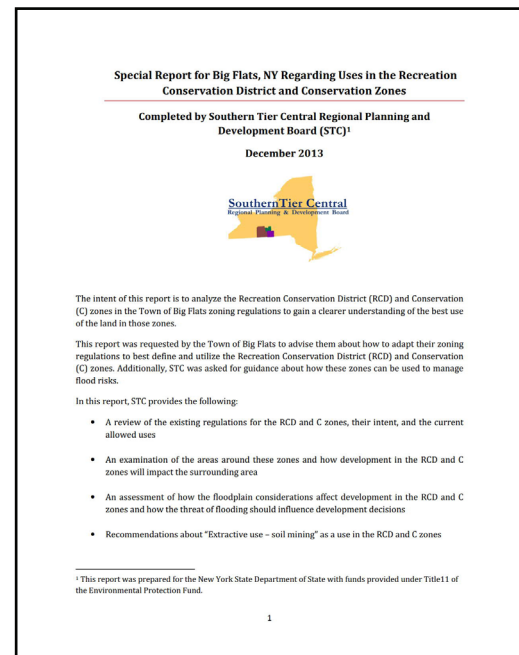 Special Report for Big Flats, NY Regarding Uses in the Recreation
Conservation District and Conservation Zones
Completed by Southern Tier Central Regional Planning and
Development Board (STC)¹
December 2013
SouthernTier Central
Regional Planning & Development Board
The intent of this report is to analyze the Recreation Conservation District (RCD) and Conservation
(C) zones in the Town of Big Flats zoning regulations to gain a clearer understanding of the best use
of the land in those zones.
This report was requested by the Town of Big Flats to advise them about how to adapt their zoning
regulations to best define and utilize the Recreation Conservation District (RCD) and Conservation
(C) zones. Additionally, STC was asked for guidance about how these zones can be used to manage
flood risks.
In this report, STC provides the following:
• A review of the existing regulations for the RCD and C zones, their intent, and the current
allowed uses
• An examination of the areas around these zones and how development in the RCD and C
zones will impact the surrounding area
• An assessment of how the floodplain considerations affect development in the RCD and C
zones and how the threat of flooding should influence development decisions
• Recommendations about "Extractive use – soil mining" as a use in the RCD and C zones
¹ This report was prepared for the New York State Department of State with funds provided under Title11 of
the Environmental Protection Fund.
1